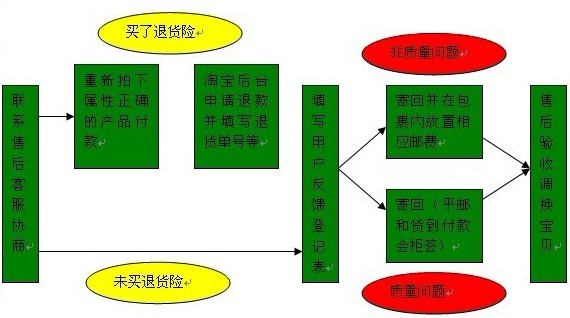 买了退货险
非质量问题
联系售后客服协商
重新拍下
属性正确
的产品付
款
淘宝后台
申请退款
并填写退
货单号等
填写用户反馈登记表
寄回并在包
裹内放置相
应邮费
寄回（平邮
和货到付款
会拒签）
售后验收调换宝贝
未买退货险
质量问题